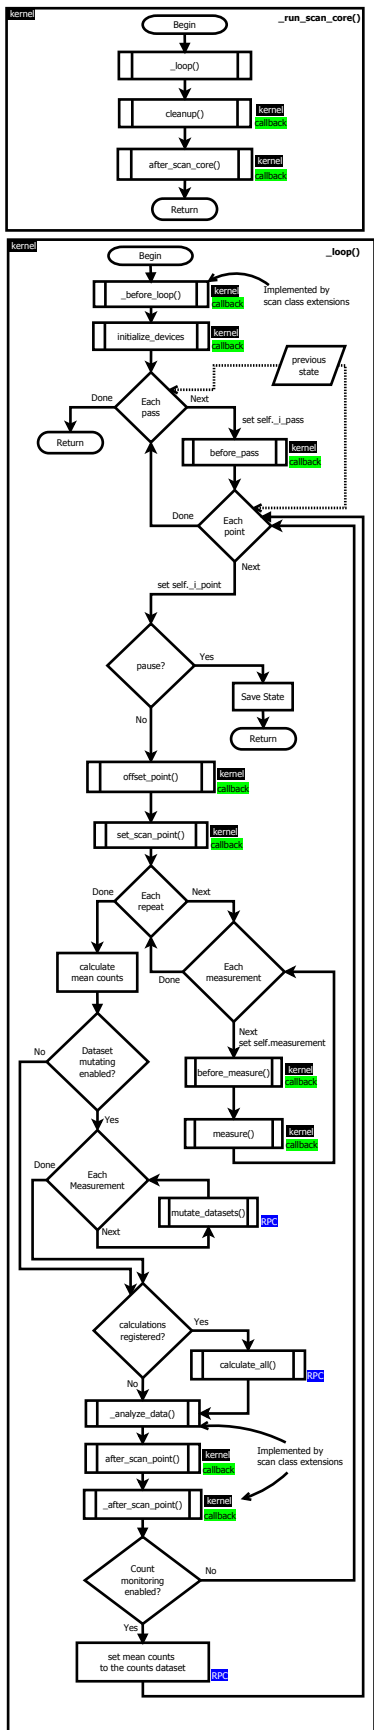 kernel
_run_scan_core()
Begin
_loop()
cleanup()
kernel
callback
after_scan_core()
kernel
callback
Return
kernel
_loop()
Begin
_before_loop()
kernel
callback
Implemented by
scan class extensions
initialize_devices
kernel
callback
previous
state
Each
pass
Done
Next
Return
set self._i_pass
before_pass
kernel
callback
Each
point
Done
Next
set self._i_point
pause?
Yes
No
Save State
Return
offset_point()
kernel
callback
set_scan_point()
kernel
callback
Each
repeat
Done
Next
calculate
mean counts
Each
measurement
Done
Next
set self.measurement
before_measure()
kernel
callback
measure()
kernel
callback
Dataset
mutating
enabled?
No
Yes
Each
Measurement
Done
Next
mutate_datasets()
RPC
calculations
registered?
Yes
No
calculate_all()
RPC
_analyze_data()
Implemented by
scan class extensions
after_scan_point()
kernel
callback
_after_scan_point()
kernel
callback
Count
monitoring
enabled?
No
Yes
set mean counts
to the counts dataset
RPC